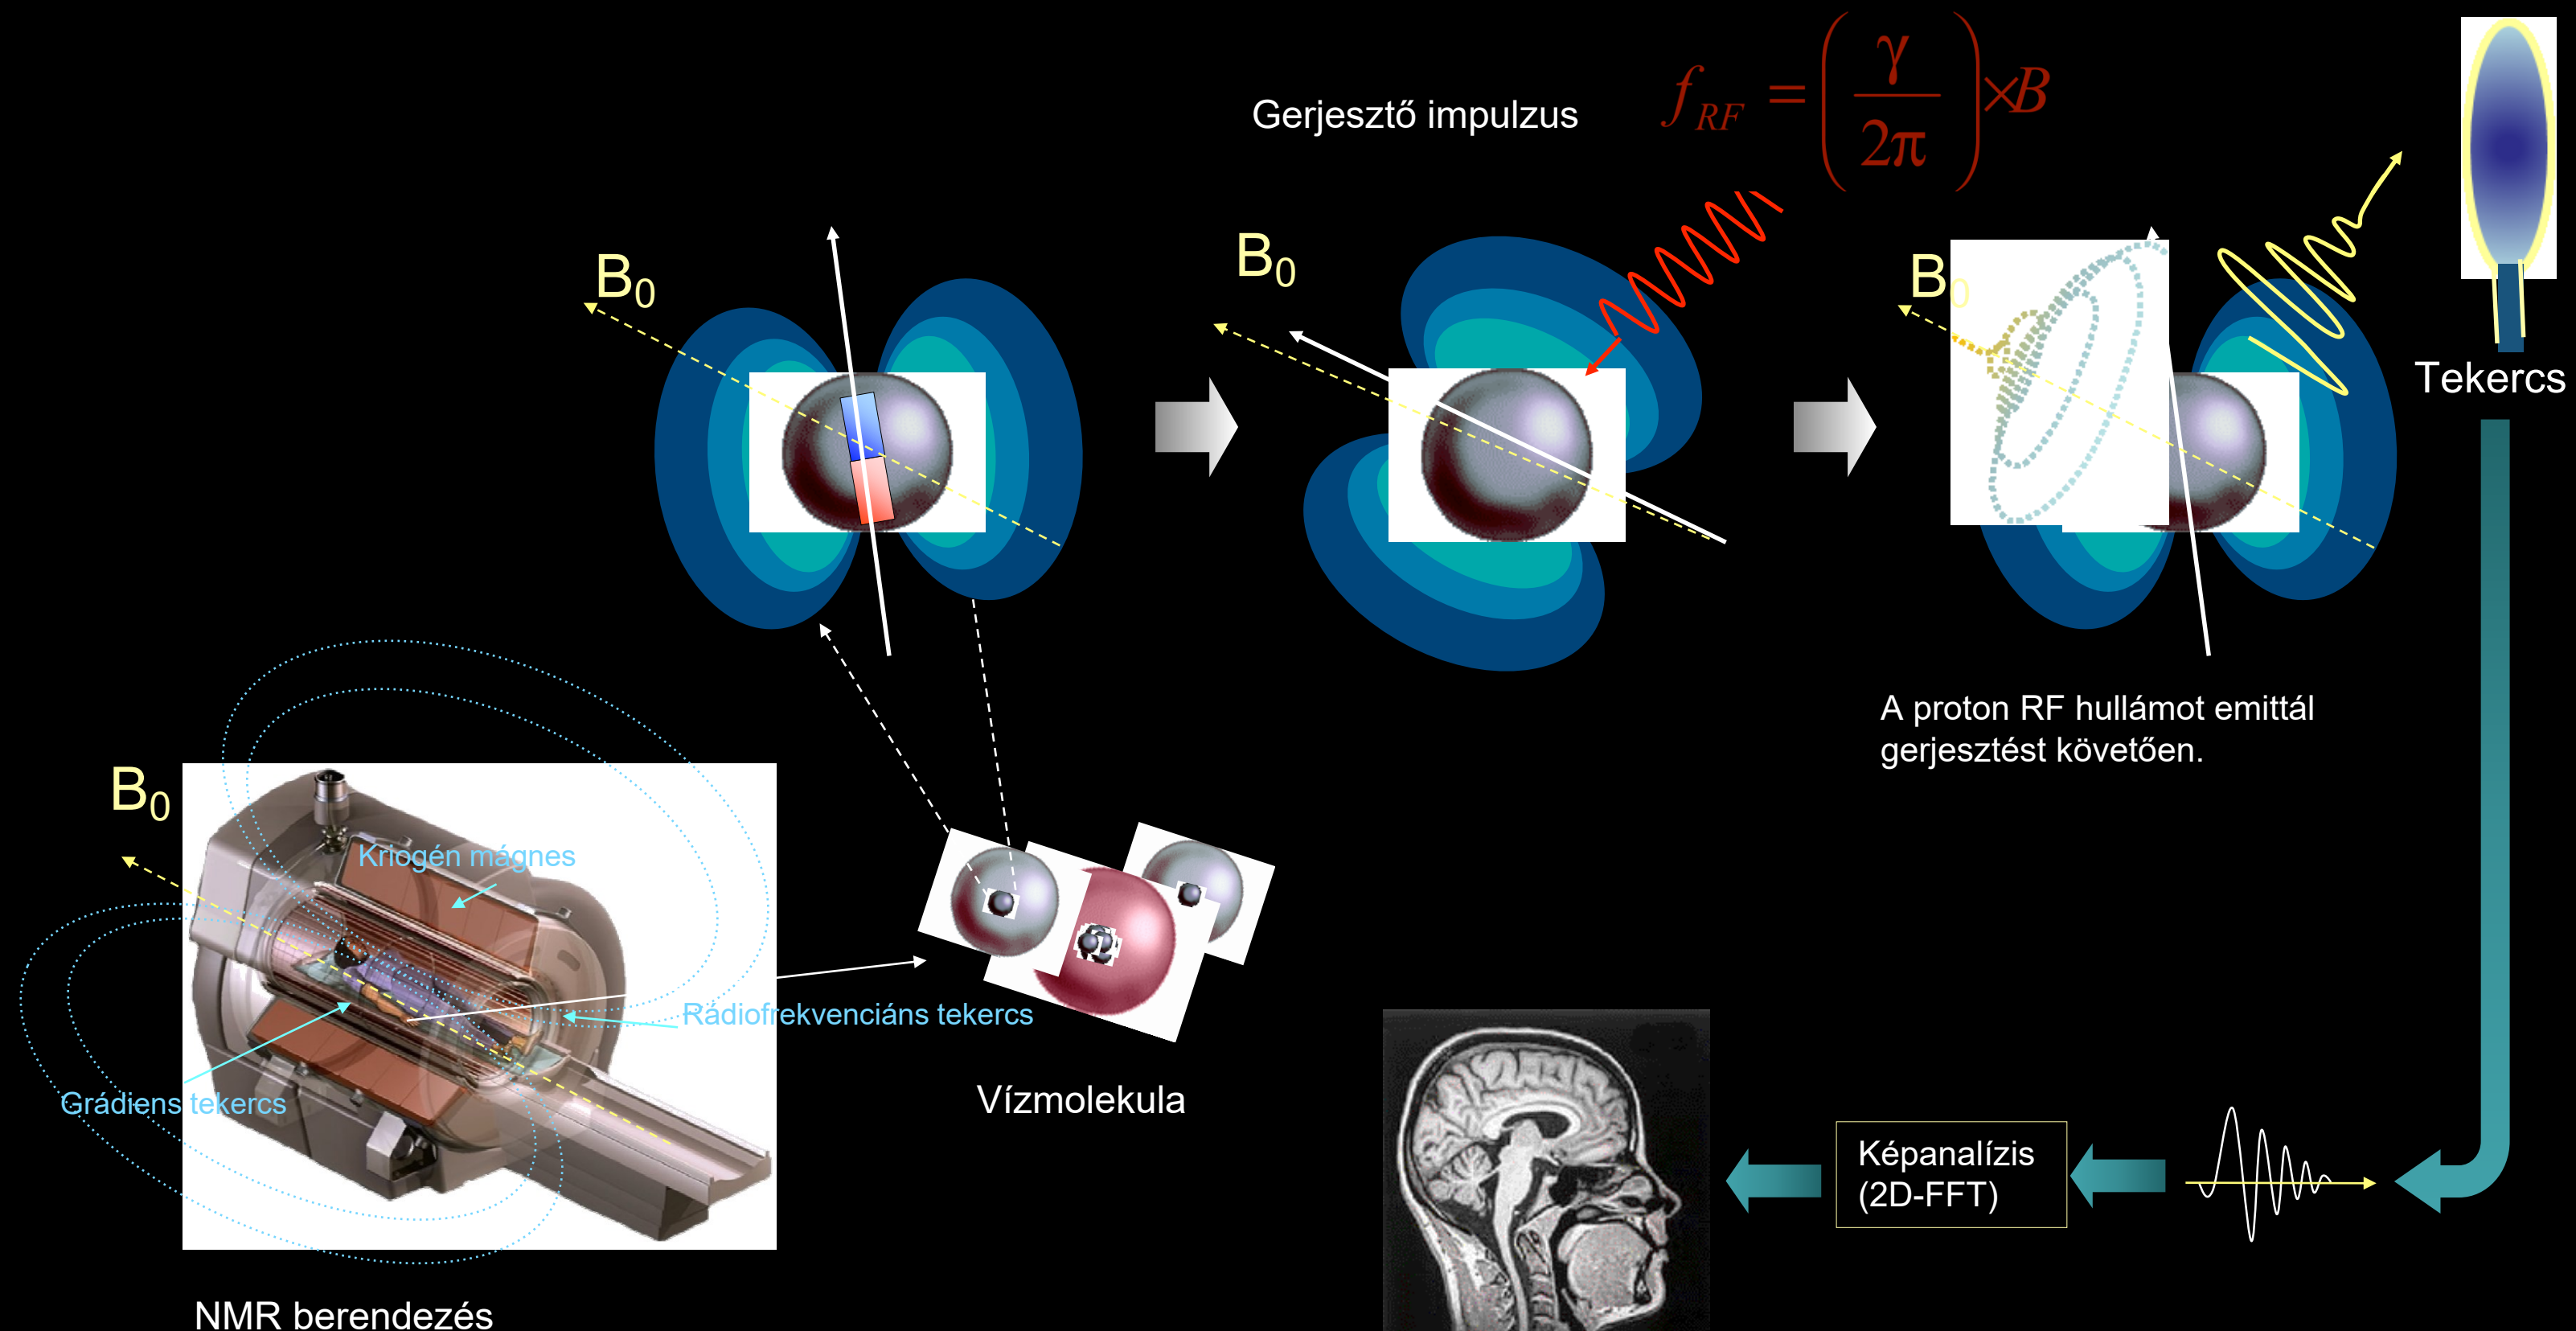 Gerjesztő impulzus
f_RF = (γ / 2π) × B
B₀
B₀
B₀
Tekercs
A proton RF hullámot emittál
gerjesztést követően.
B₀
Kriogén mágnes
Rádiofrekvenciáns tekercs
Grádiens tekercs
Vízmolekula
Képanalízis
(2D-FFT)
NMR berendezés